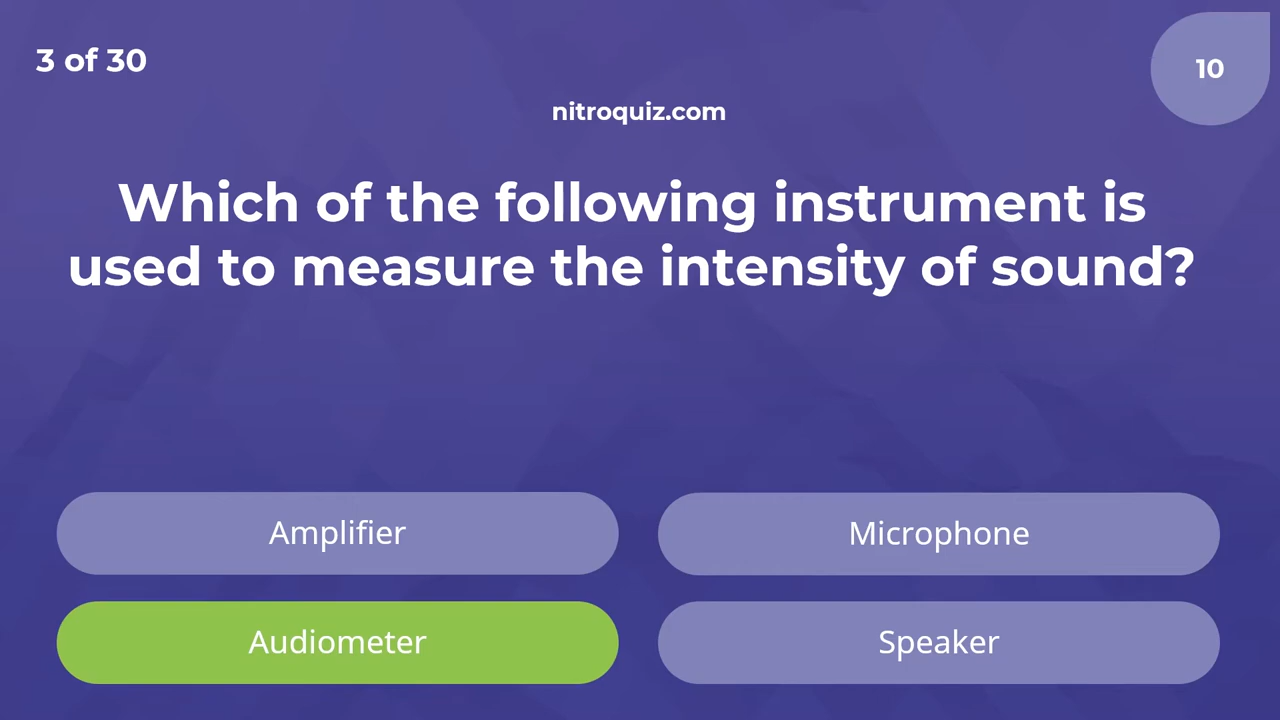 3 of 30
10
nitroquiz.com
Which of the following instrument is
used to measure the intensity of sound?
Amplifier
Microphone
Audiometer
Speaker